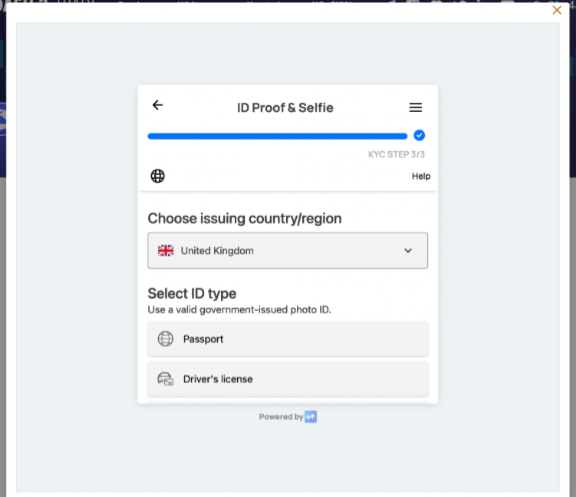 ID Proof & Selfie
KYC STEP 3/3
Help
Choose issuing country/region
United Kingdom
Select ID type
Use a valid government-issued photo ID.
Passport
Driver's license
Powered by